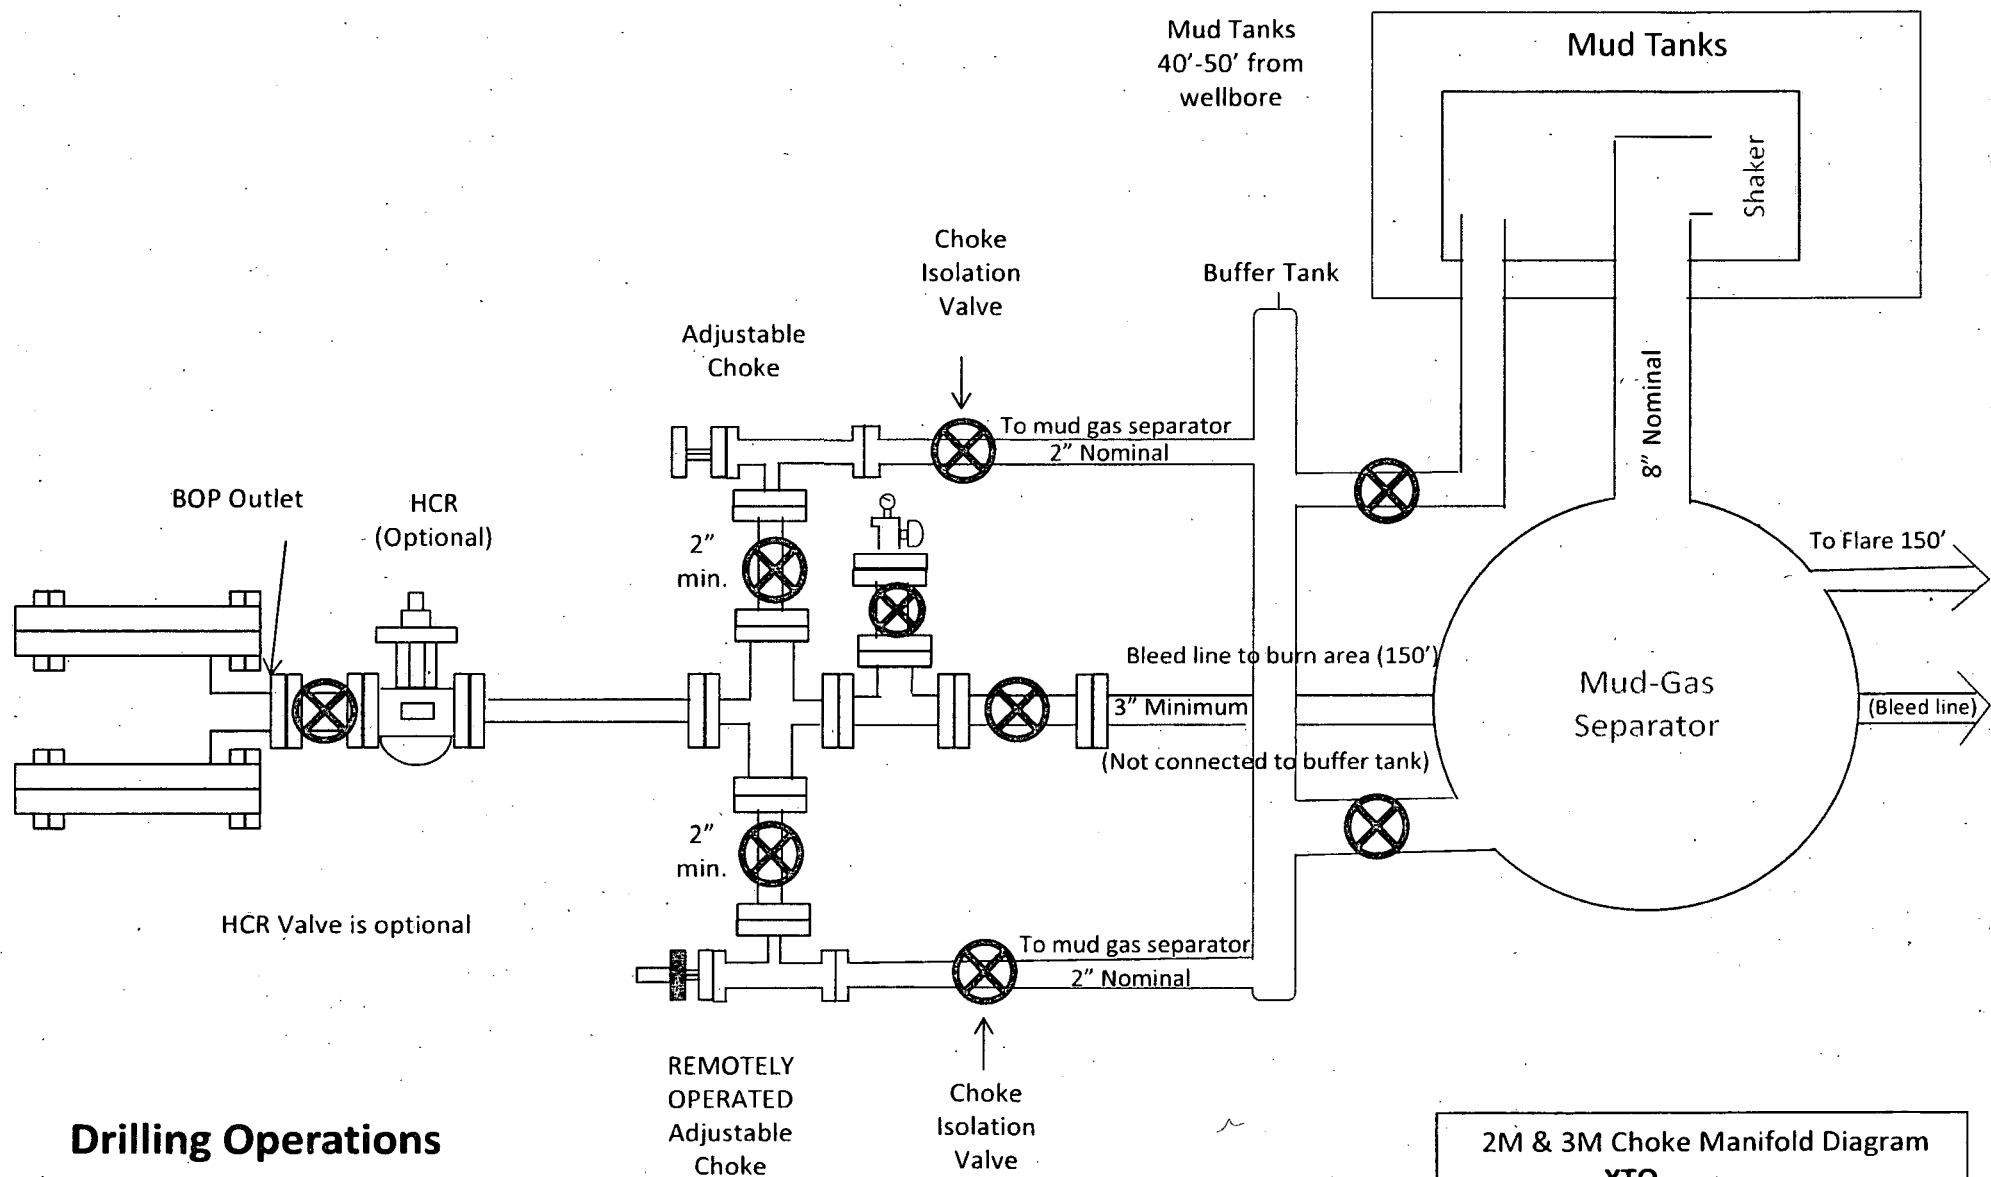 Mud Tanks
40'-50' from
wellbore
Mud Tanks
Shaker
Choke
Isolation
Valve
Buffer Tank
Adjustable
Choke
8" Nominal
To mud gas separator
2" Nominal
BOP Outlet
HCR
(Optional)
2"
min.
To Flare 150'
Bleed line to burn area (150')
3" Minimum
(Not connected to buffer tank)
Mud-Gas
Separator
(Bleed line)
2"
min.
HCR Valve is optional
To mud gas separator
2" Nominal
REMOTELY
OPERATED
Adjustable
Choke
Choke
Isolation
Valve
Drilling Operations
2M & 3M Choke Manifold Diagram
XTO